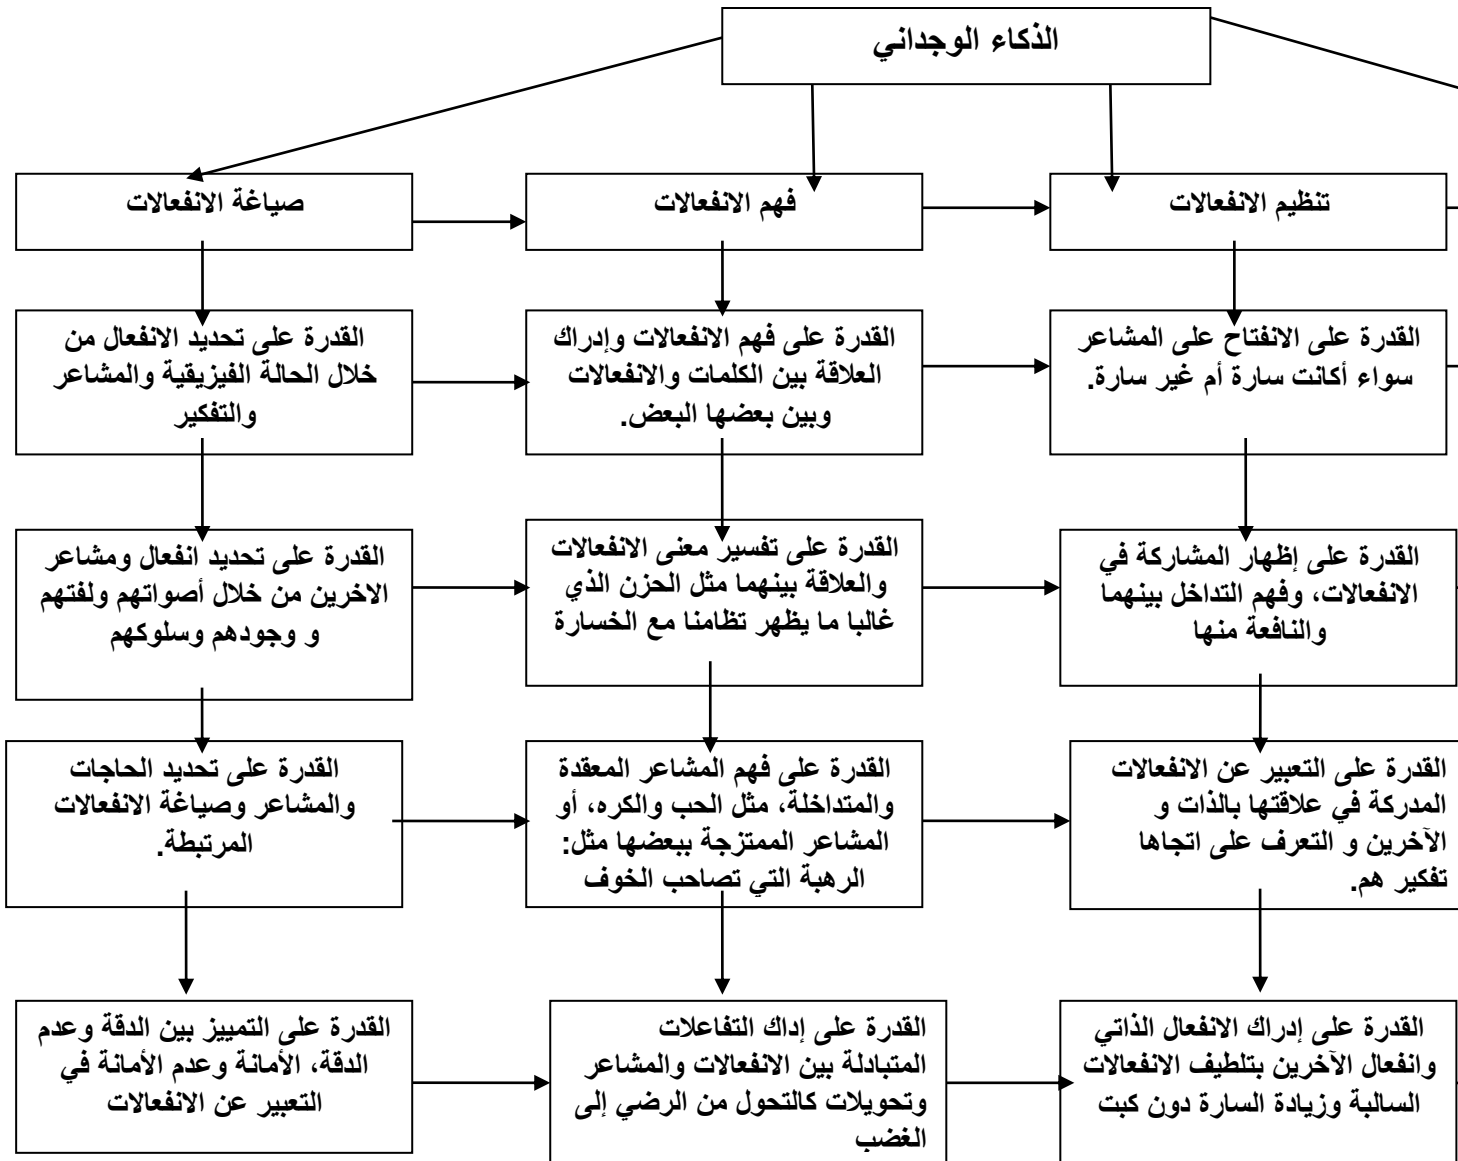 الذكاء الوجداني
تنظيم الانفعالات
فهم الانفعالات
صياغة الانفعالات
القدرة على الانفتاح على المشاعر
سواء أكانت سارة أم غير سارة.
القدرة على فهم الانفعالات وإدراك
العلاقة بين الكلمات والانفعالات
وبين بعضها البعض.
القدرة على تحديد الانفعال من
خلال الحالة الفيزيقية والمشاعر
والتفكير
القدرة على إظهار المشاركة في
الانفعالات، وفهم التداخل بينهما
والنافعة منها
القدرة على تفسير معنى الانفعالات
والعلاقة بينهما مثل الحزن الذي
غالبا ما يظهر تظامنا مع الخسارة
القدرة على تحديد انفعال ومشاعر
الاخرين من خلال أصواتهم ولفتهم
و وجودهم وسلوكهم
القدرة على التعبير عن الانفعالات
المدركة في علاقتها بالذات و
الآخرين و التعرف على اتجاها
تفكير هم.
القدرة على فهم المشاعر المعقدة
والمتداخلة، مثل الحب والكره، أو
المشاعر الممتزجة ببعضها مثل:
الرهبة التي تصاحب الخوف
القدرة على تحديد الحاجات
والمشاعر وصياغة الانفعالات
المرتبطة.
القدرة على إدراك الانفعال الذاتي
وانفعال الآخرين بتلطيف الانفعالات
السالبة وزيادة السارة دون كبت
القدرة على إداك التفاعلات
المتبادلة بين الانفعالات والمشاعر
وتحويلات كالتحول من الرضي إلى
الغضب
القدرة على التمييز بين الدقة وعدم
الدقة، الأمانة وعدم الأمانة في
التعبير عن الانفعالات